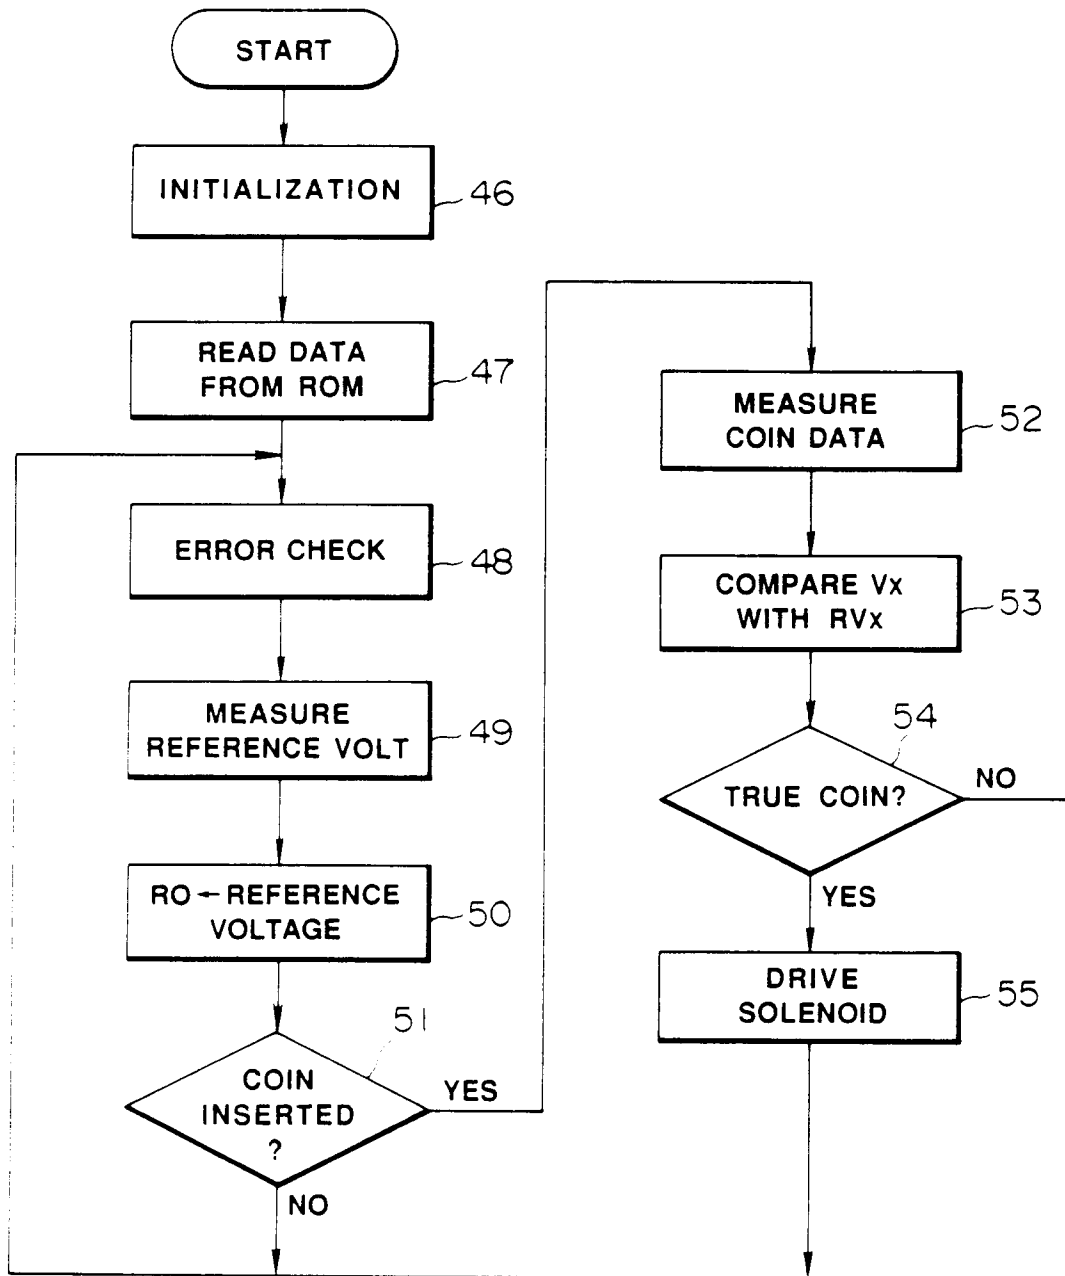 START
INITIALIZATION
46
READ DATA
FROM ROM
47
ERROR CHECK
48
MEASURE
REFERENCE VOLT
49
RO←REFERENCE
VOLTAGE
50
51
COIN
INSERTED
?
YES
NO
MEASURE
COIN DATA
52
COMPARE Vx
WITH RVx
53
54
TRUE COIN?
NO
YES
DRIVE
SOLENOID
55